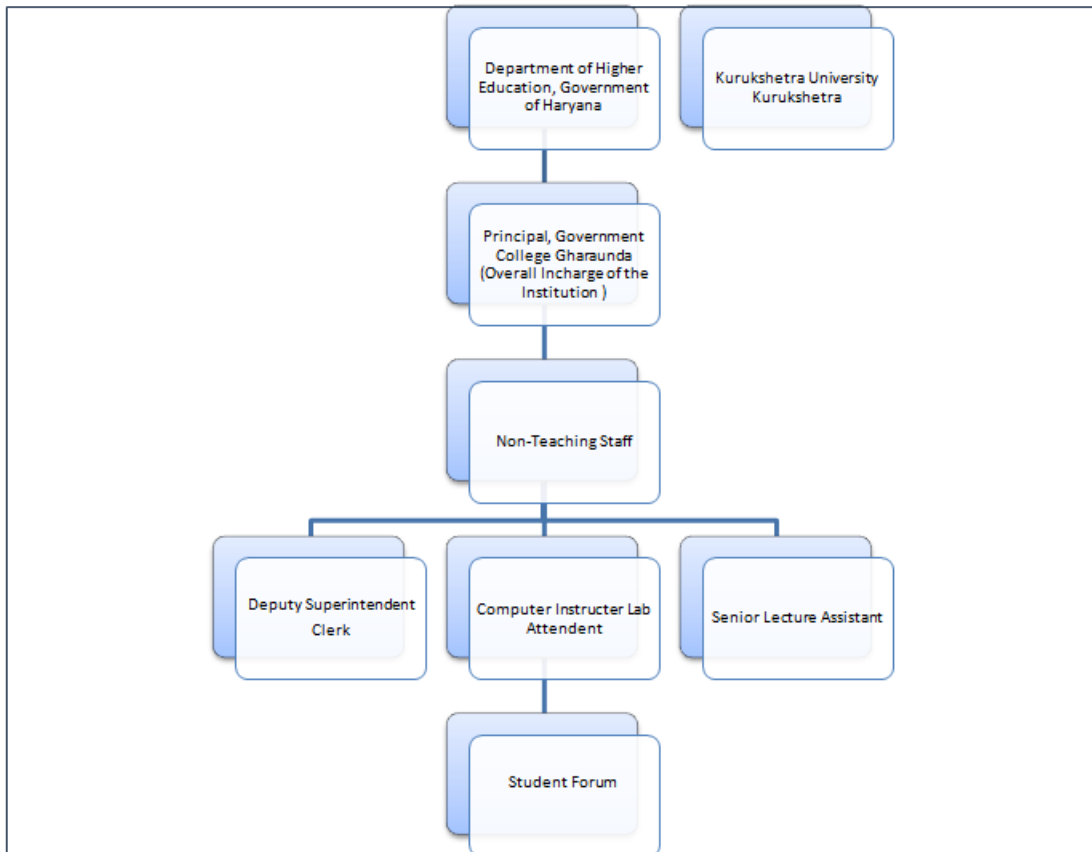 Department of Higher
Education, Government
of Haryana
Kurukshetra University
Kurukshetra
Principal, Government
College Gharaunda
(Overall Incharge of the
Institution )
Non-Teaching Staff
Deputy Superintendent
Clerk
Computer Instructer Lab
Attendent
Senior Lecture Assistant
Student Forum